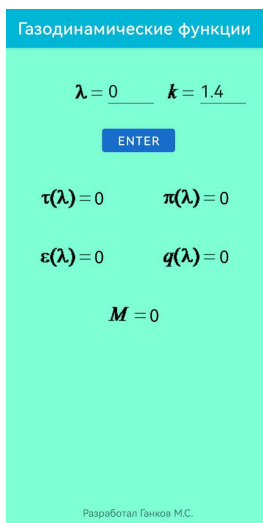 Газодинамические функции
λ = 0 k = 1.4
ENTER
τ(λ) = 0 π(λ) = 0
ε(λ) = 0 q(λ) = 0
M = 0
Разработал Ганков М.С.